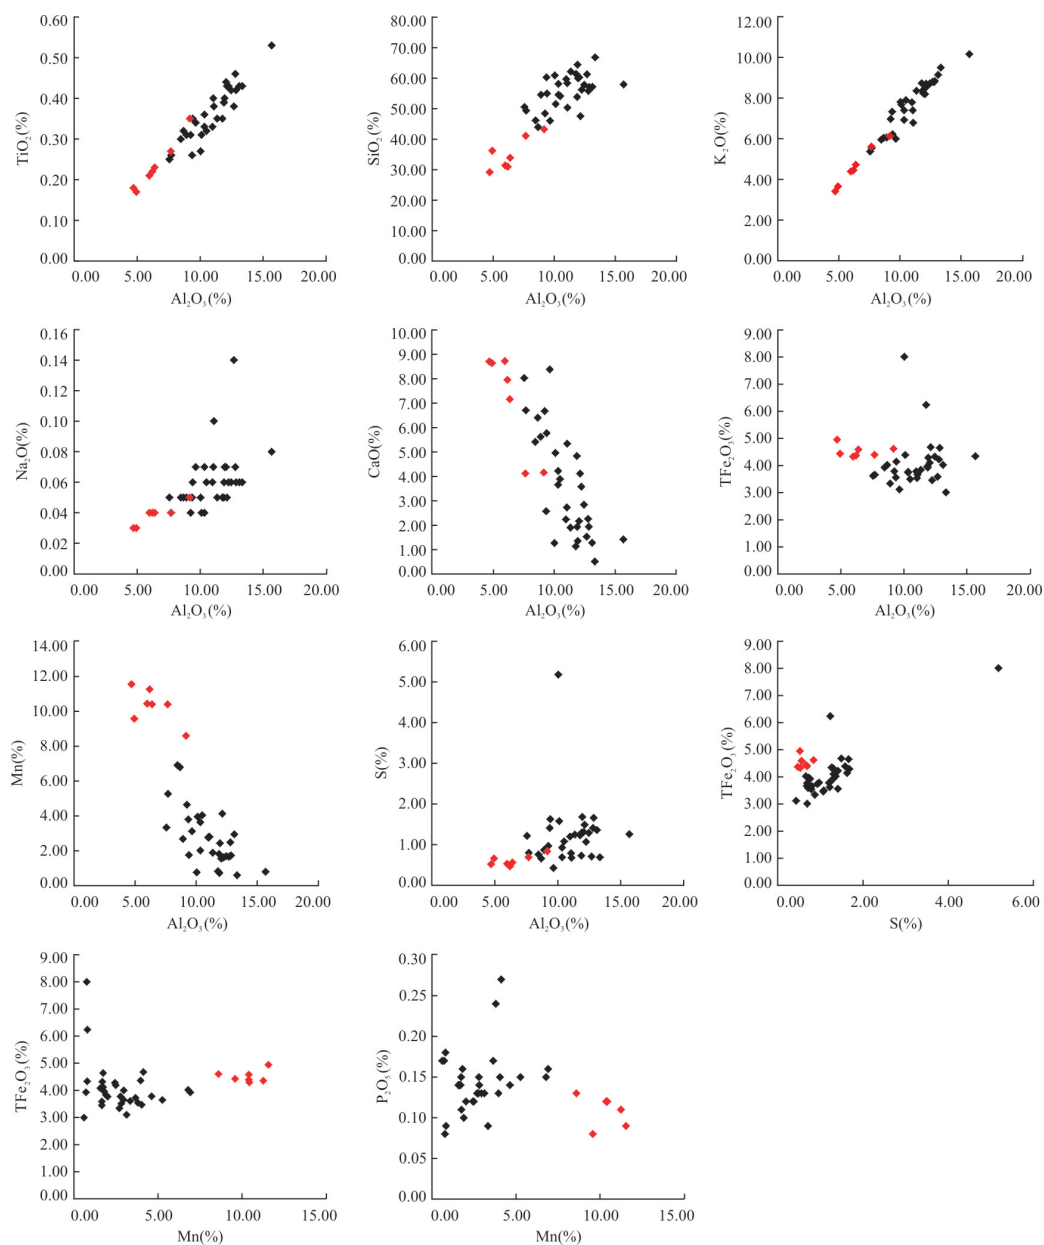 TiO₂(%)
0.60
0.50
0.40
0.30
0.20
0.10
0.00
0.00 5.00 10.00 15.00 20.00
Al₂O₃(%)
SiO₂(%)
80.00
70.00
60.00
50.00
40.00
30.00
20.00
10.00
0.00
0.00 5.00 10.00 15.00 20.00
Al₂O₃(%)
K₂O(%)
12.00
10.00
8.00
6.00
4.00
2.00
0.00
0.00 5.00 10.00 15.00 20.00
Al₂O₃(%)
Na₂O(%)
0.16
0.14
0.12
0.10
0.08
0.06
0.04
0.02
0.00
0.00 5.00 10.00 15.00 20.00
Al₂O₃(%)
CaO(%)
10.00
9.00
8.00
7.00
6.00
5.00
4.00
3.00
2.00
1.00
0.00
0.00 5.00 10.00 15.00 20.00
Al₂O₃(%)
TFe₂O₃(%)
9.00
8.00
7.00
6.00
5.00
4.00
3.00
2.00
1.00
0.00
0.00 5.00 10.00 15.00 20.00
Al₂O₃(%)
Mn(%)
14.00
12.00
10.00
8.00
6.00
4.00
2.00
0.00
0.00 5.00 10.00 15.00 20.00
Al₂O₃(%)
S(%)
6.00
5.00
4.00
3.00
2.00
1.00
0.00
0.00 5.00 10.00 15.00 20.00
Al₂O₃(%)
TFe₂O₃(%)
9.00
8.00
7.00
6.00
5.00
4.00
3.00
2.00
1.00
0.00
0.00 2.00 4.00 6.00
S(%)
TFe₂O₃(%)
9.00
8.00
7.00
6.00
5.00
4.00
3.00
2.00
1.00
0.00
0.00 5.00 10.00 15.00
Mn(%)
P₂O₅(%)
0.30
0.25
0.20
0.15
0.10
0.05
0.00
0.00 5.00 10.00 15.00
Mn(%)